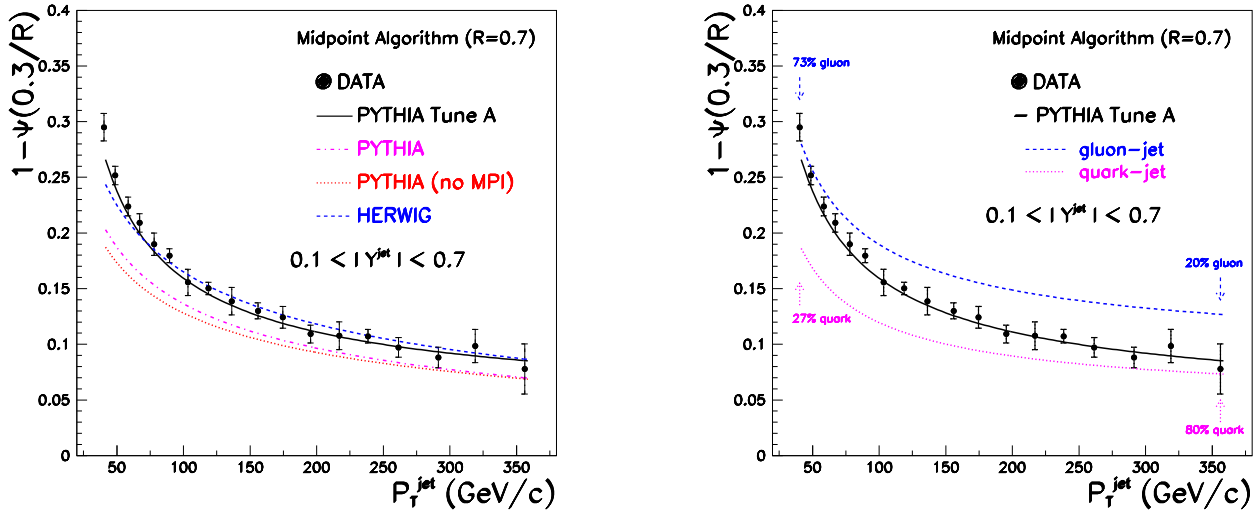 0.4
0.35
0.3
0.25
0.2
0.15
0.1
0.05
0
1−ψ(0.3/R)
Midpoint Algorithm (R=0.7)
DATA
PYTHIA Tune A
PYTHIA
PYTHIA (no MPI)
HERWIG
0.1 < | Y^jet | < 0.7
50 100 150 200 250 300 350
P_T^jet (GeV/c)
0.4
0.35
0.3
0.25
0.2
0.15
0.1
0.05
0
1−ψ(0.3/R)
Midpoint Algorithm (R=0.7)
73% gluon
DATA
PYTHIA Tune A
gluon−jet
quark−jet
0.1 < | Y^jet | < 0.7
20% gluon
27% quark
80% quark
50 100 150 200 250 300 350
P_T^jet (GeV/c)